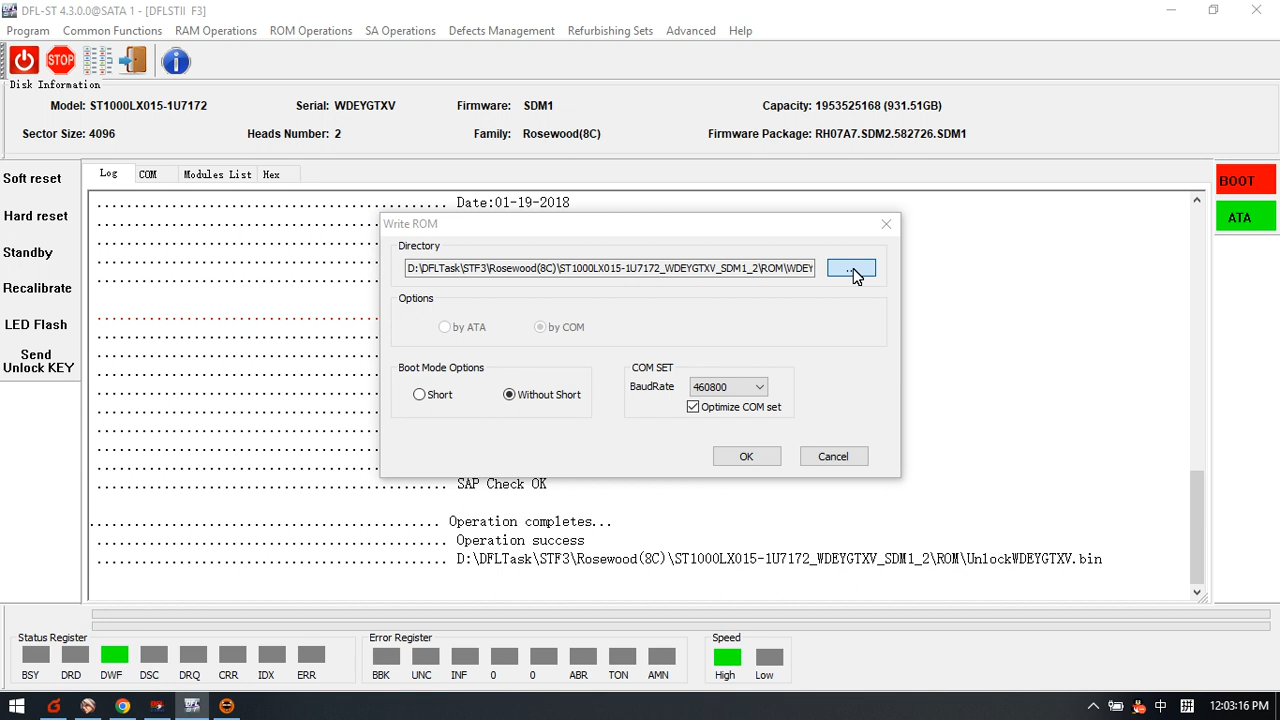 DFL-ST 4.3.0.0@SATA 1 - [DFLSTII F3]
Program Common Functions RAM Operations ROM Operations SA Operations Defects Management Refurbishing Sets Advanced Help
STOP
Disk Information
Model: ST1000LX015-1U7172 Serial: WDEYGTXV Firmware: SDM1 Capacity: 1953525168 (931.51GB)
Sector Size: 4096 Heads Number: 2 Family: Rosewood(8C) Firmware Package: RH07A7.SDM2.582726.SDM1
Soft reset
Hard reset
Standby
Recalibrate
LED Flash
Send
Unlock KEY
Log COM Modules List Hex
BOOT
ATA
Date:01-19-2018
Write ROM
Directory
D:\DFLTask\STF3\Rosewood(8C)\ST1000LX015-1U7172_WDEYGTXV_SDM1_2\ROM\WDEY
...
Options
by ATA by COM
Boot Mode Options
Short Without Short
COM SET
BaudRate 460800
Optimize COM set
OK Cancel
SAP Check OK
Operation completes...
Operation success
D:\DFLTask\STF3\Rosewood(8C)\ST1000LX015-1U7172_WDEYGTXV_SDM1_2\ROM\UnlockWDEYGTXV.bin
Status Register Error Register Speed
BSY DRD DWF DSC DRQ CRR IDX ERR BBK UNC INF 0 0 ABR TON AMN High Low
中 拼 12:03:16 PM